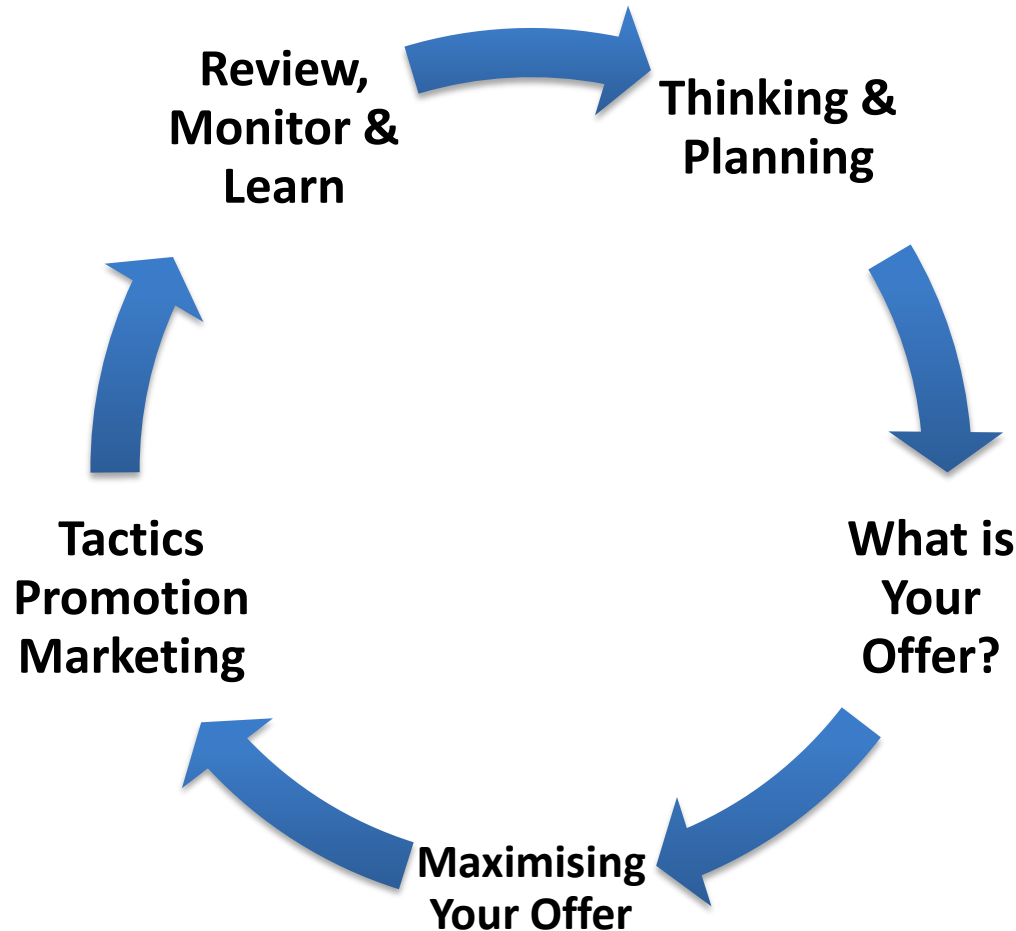 Review,
Monitor &
Learn
Thinking &
Planning
What is
Your
Offer?
Maximising
Your Offer
Tactics
Promotion
Marketing